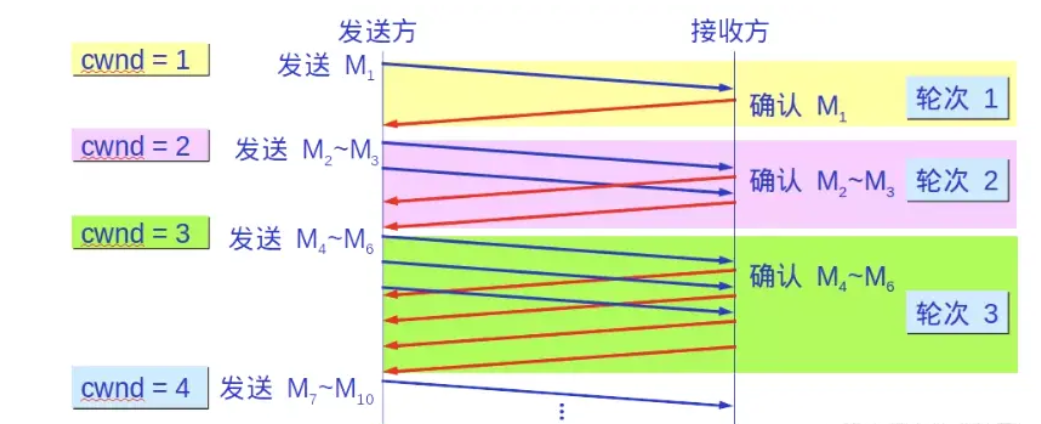 发送方 接收方
cwnd = 1 发送 M1
确认 M1 轮次 1
cwnd = 2 发送 M2~M3
确认 M2~M3 轮次 2
cwnd = 3 发送 M4~M6
确认 M4~M6
轮次 3
cwnd = 4 发送 M7~M10